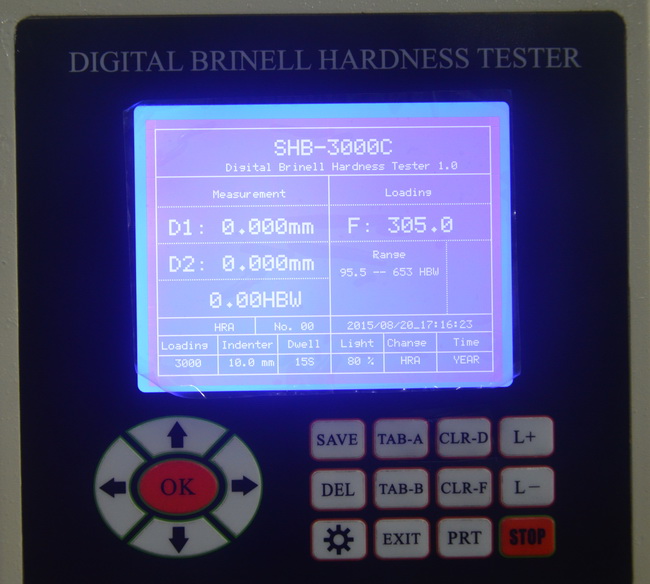 DIGITAL BRINELL HARDNESS TESTER
SHB-3000C
Digital Brinell Hardness Tester 1.0
Measurement Loading
D1: 0.000mm F: 305.0
D2: 0.000mm Range
95.5 -- 653 HBW
0.00HBW
HRA No. 00 2015/08/20_17:16:23
Loading Indenter Dwell Light Change Time
3000 10.0 mm 15S 80 % HRA YEAR
SAVE TAB-A CLR-D L+
OK
DEL TAB-B CLR-F L−
EXIT PRT STOP